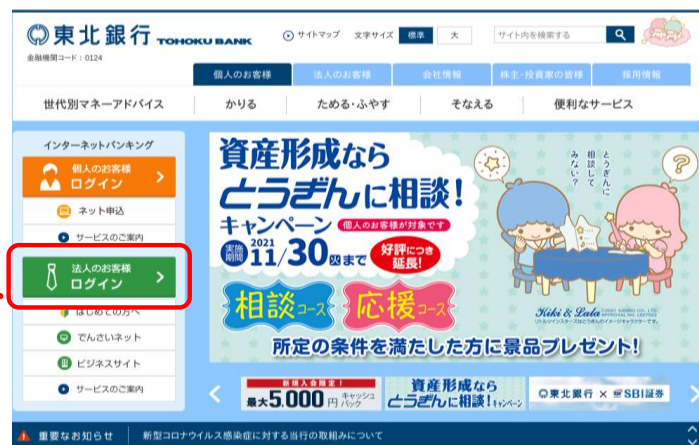 東北銀行 TOHOKU BANK
サイトマップ 文字サイズ 標準 大 サイト内を検索する
金融機関コード：0124
個人のお客様 法人のお客様 会社情報 株主・投資家の皆様 採用情報
世代別マネーアドバイス かりる ためる・ふやす そなえる 便利なサービス
インターネットバンキング
個人のお客様
ログイン
ネット申込
サービスのご案内
法人のお客様
ログイン
はじめての方へ
でんさいネット
ビジネスサイト
サービスのご案内
資産形成なら
とうぎんに相談!
キャンペーン 個人のお客様が対象です
実施期間 2021 11/30㊋まで 好評につき延長!
とうぎんに
相談して
みない?
?
相談コース 応援コース
Kiki & Lala
所定の条件を満たした方に景品プレゼント!
新規入会限定!
最大5,000円 キャッシュバック
資産形成なら
とうぎんに相談!キャンペーン
東北銀行 × SBI証券
重要なお知らせ 新型コロナウイルス感染症に対する当行の取組みについて